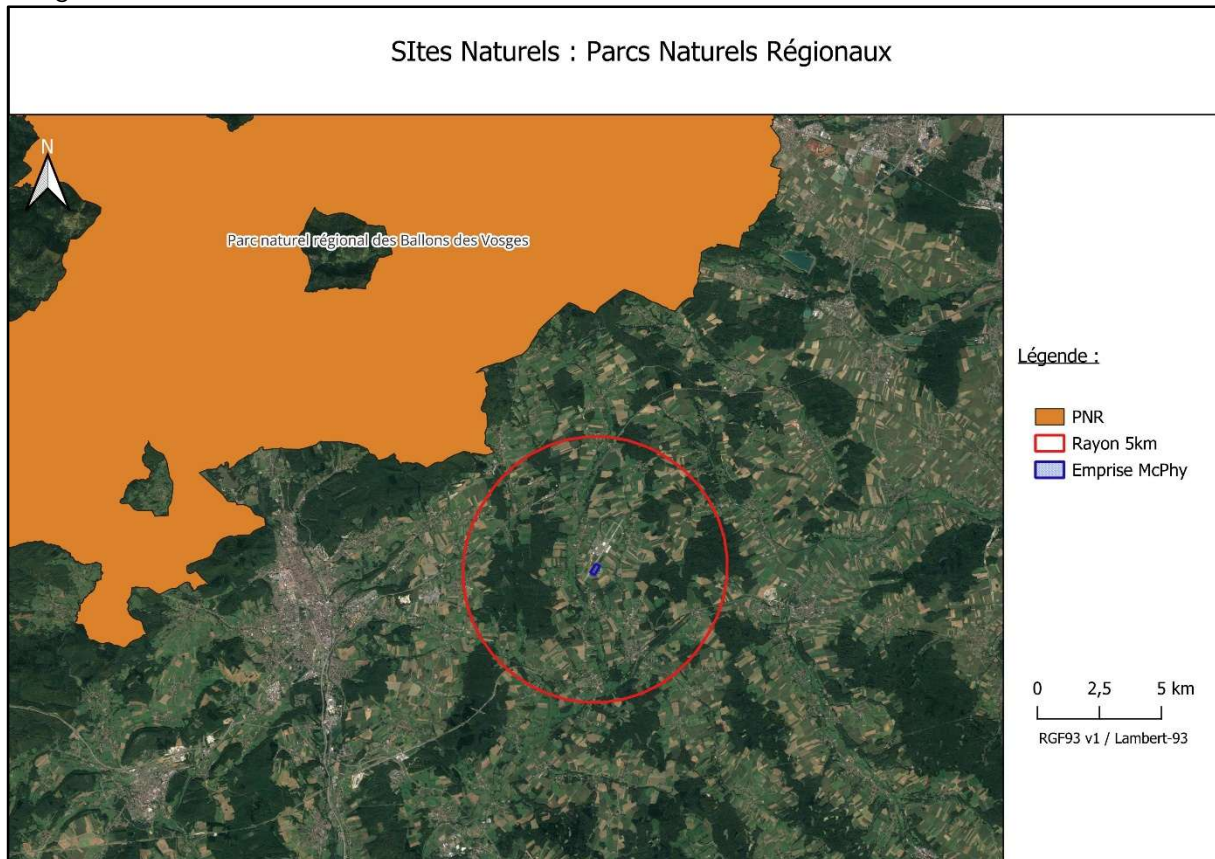 SItes Naturels : Parcs Naturels Régionaux
N
Parc naturel régional des Ballons des Vosges
Légende :
PNR
Rayon 5km
Emprise McPhy
0 2,5 5 km
RGF93 v1 / Lambert-93